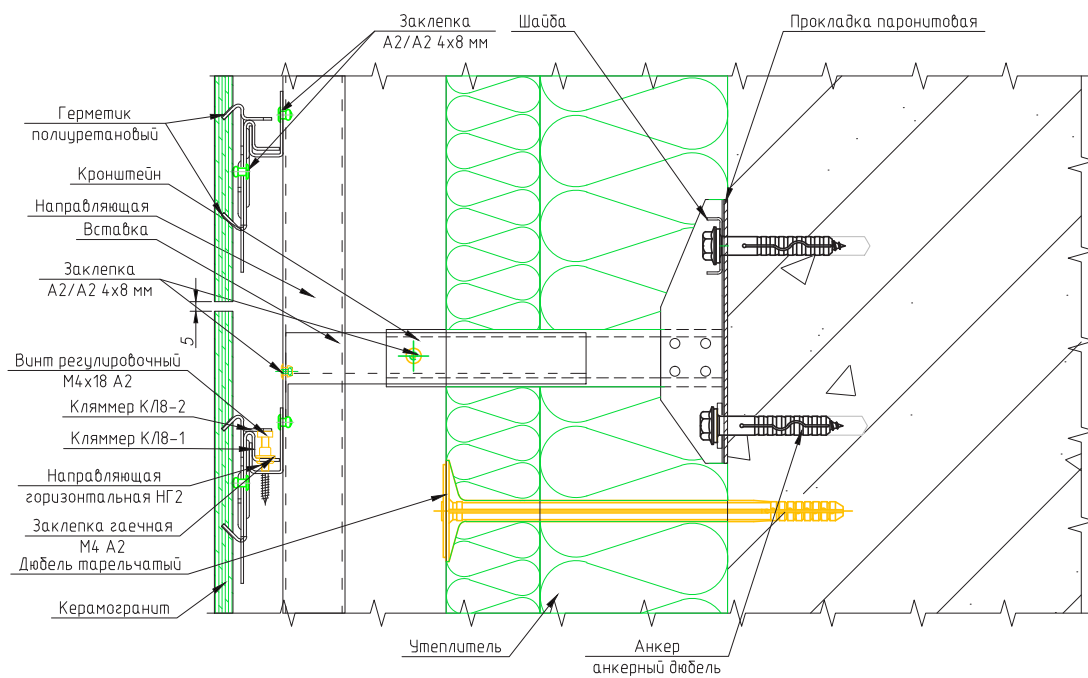 Заклепка
А2/А2 4х8 мм
Шайба
Прокладка паронитовая
Герметик
полиуретановый
Кронштейн
Направляющая
Вставка
Заклепка
А2/А2 4х8 мм
5
Винт регулировочный
М4х18 А2
Кляммер КЛ8-2
Кляммер КЛ8-1
Направляющая
горизонтальная НГ2
Заклепка гаечная
М4 А2
Дюбель тарельчатый
Керамогранит
Утеплитель
Анкер
анкерный дюбель